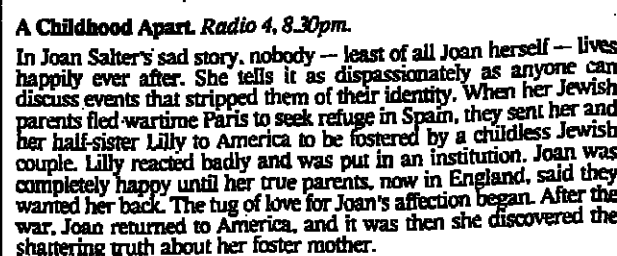 A Childhood Apart. Radio 4, 8.30pm.
In Joan Salter's sad story, nobody — least of all Joan herself — lives
happily ever after. She tells it as dispassionately as anyone can
discuss events that stripped them of their identity. When her Jewish
parents fled wartime Paris to seek refuge in Spain, they sent her and
her half-sister Lilly to America to be fostered by a childless Jewish
couple. Lilly reacted badly and was put in an institution. Joan was
completely happy until her true parents, now in England, said they
wanted her back. The tug of love for Joan's affection began. After the
war, Joan returned to America, and it was then she discovered the
shattering truth about her foster mother.